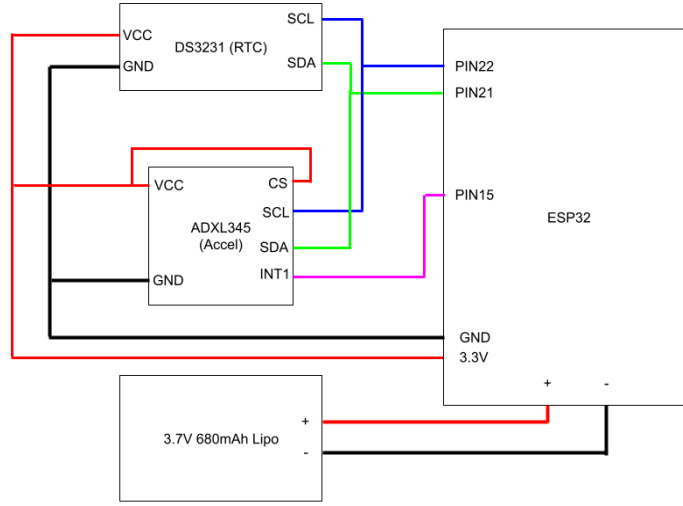 VCC
SCL
DS3231 (RTC)
GND
SDA
PIN22
PIN21
VCC
CS
SCL
ADXL345
(Accel)
SDA
INT1
GND
PIN15
ESP32
GND
3.3V
+
-
3.7V 680mAh Lipo
+
-